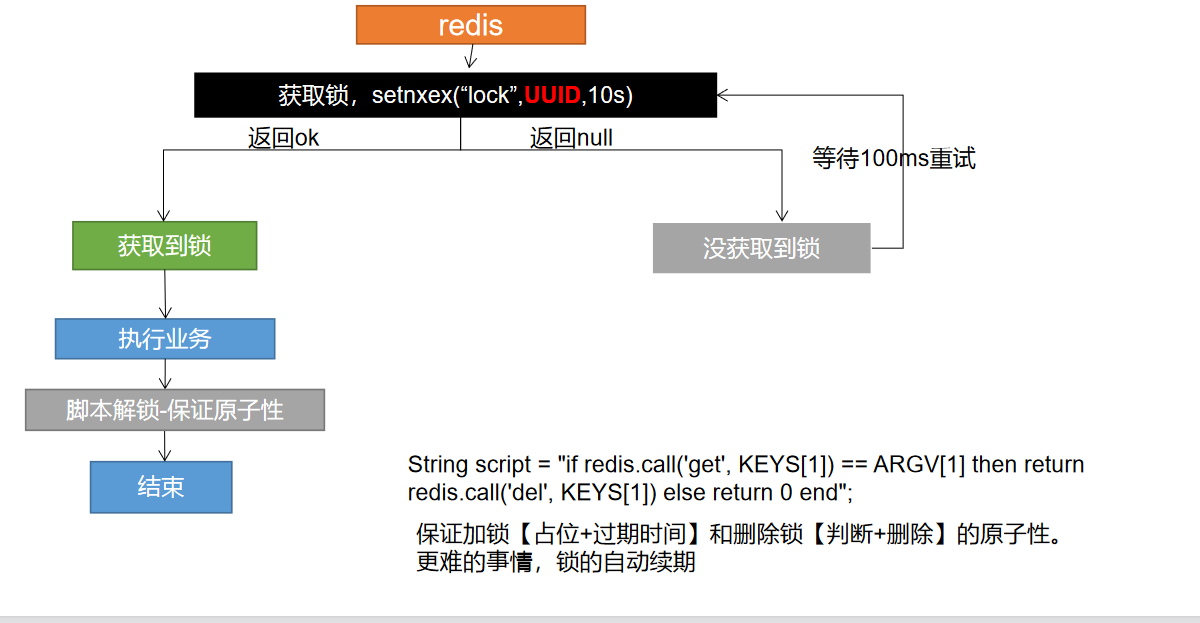 redis
获取锁，setnxex(“lock”,UUID,10s)
返回ok
返回null
等待100ms重试
获取到锁
没获取到锁
执行业务
脚本解锁-保证原子性
结束
String script = "if redis.call('get', KEYS[1]) == ARGV[1] then return
redis.call('del', KEYS[1]) else return 0 end";
保证加锁【占位+过期时间】和删除锁【判断+删除】的原子性。
更难的事情，锁的自动续期